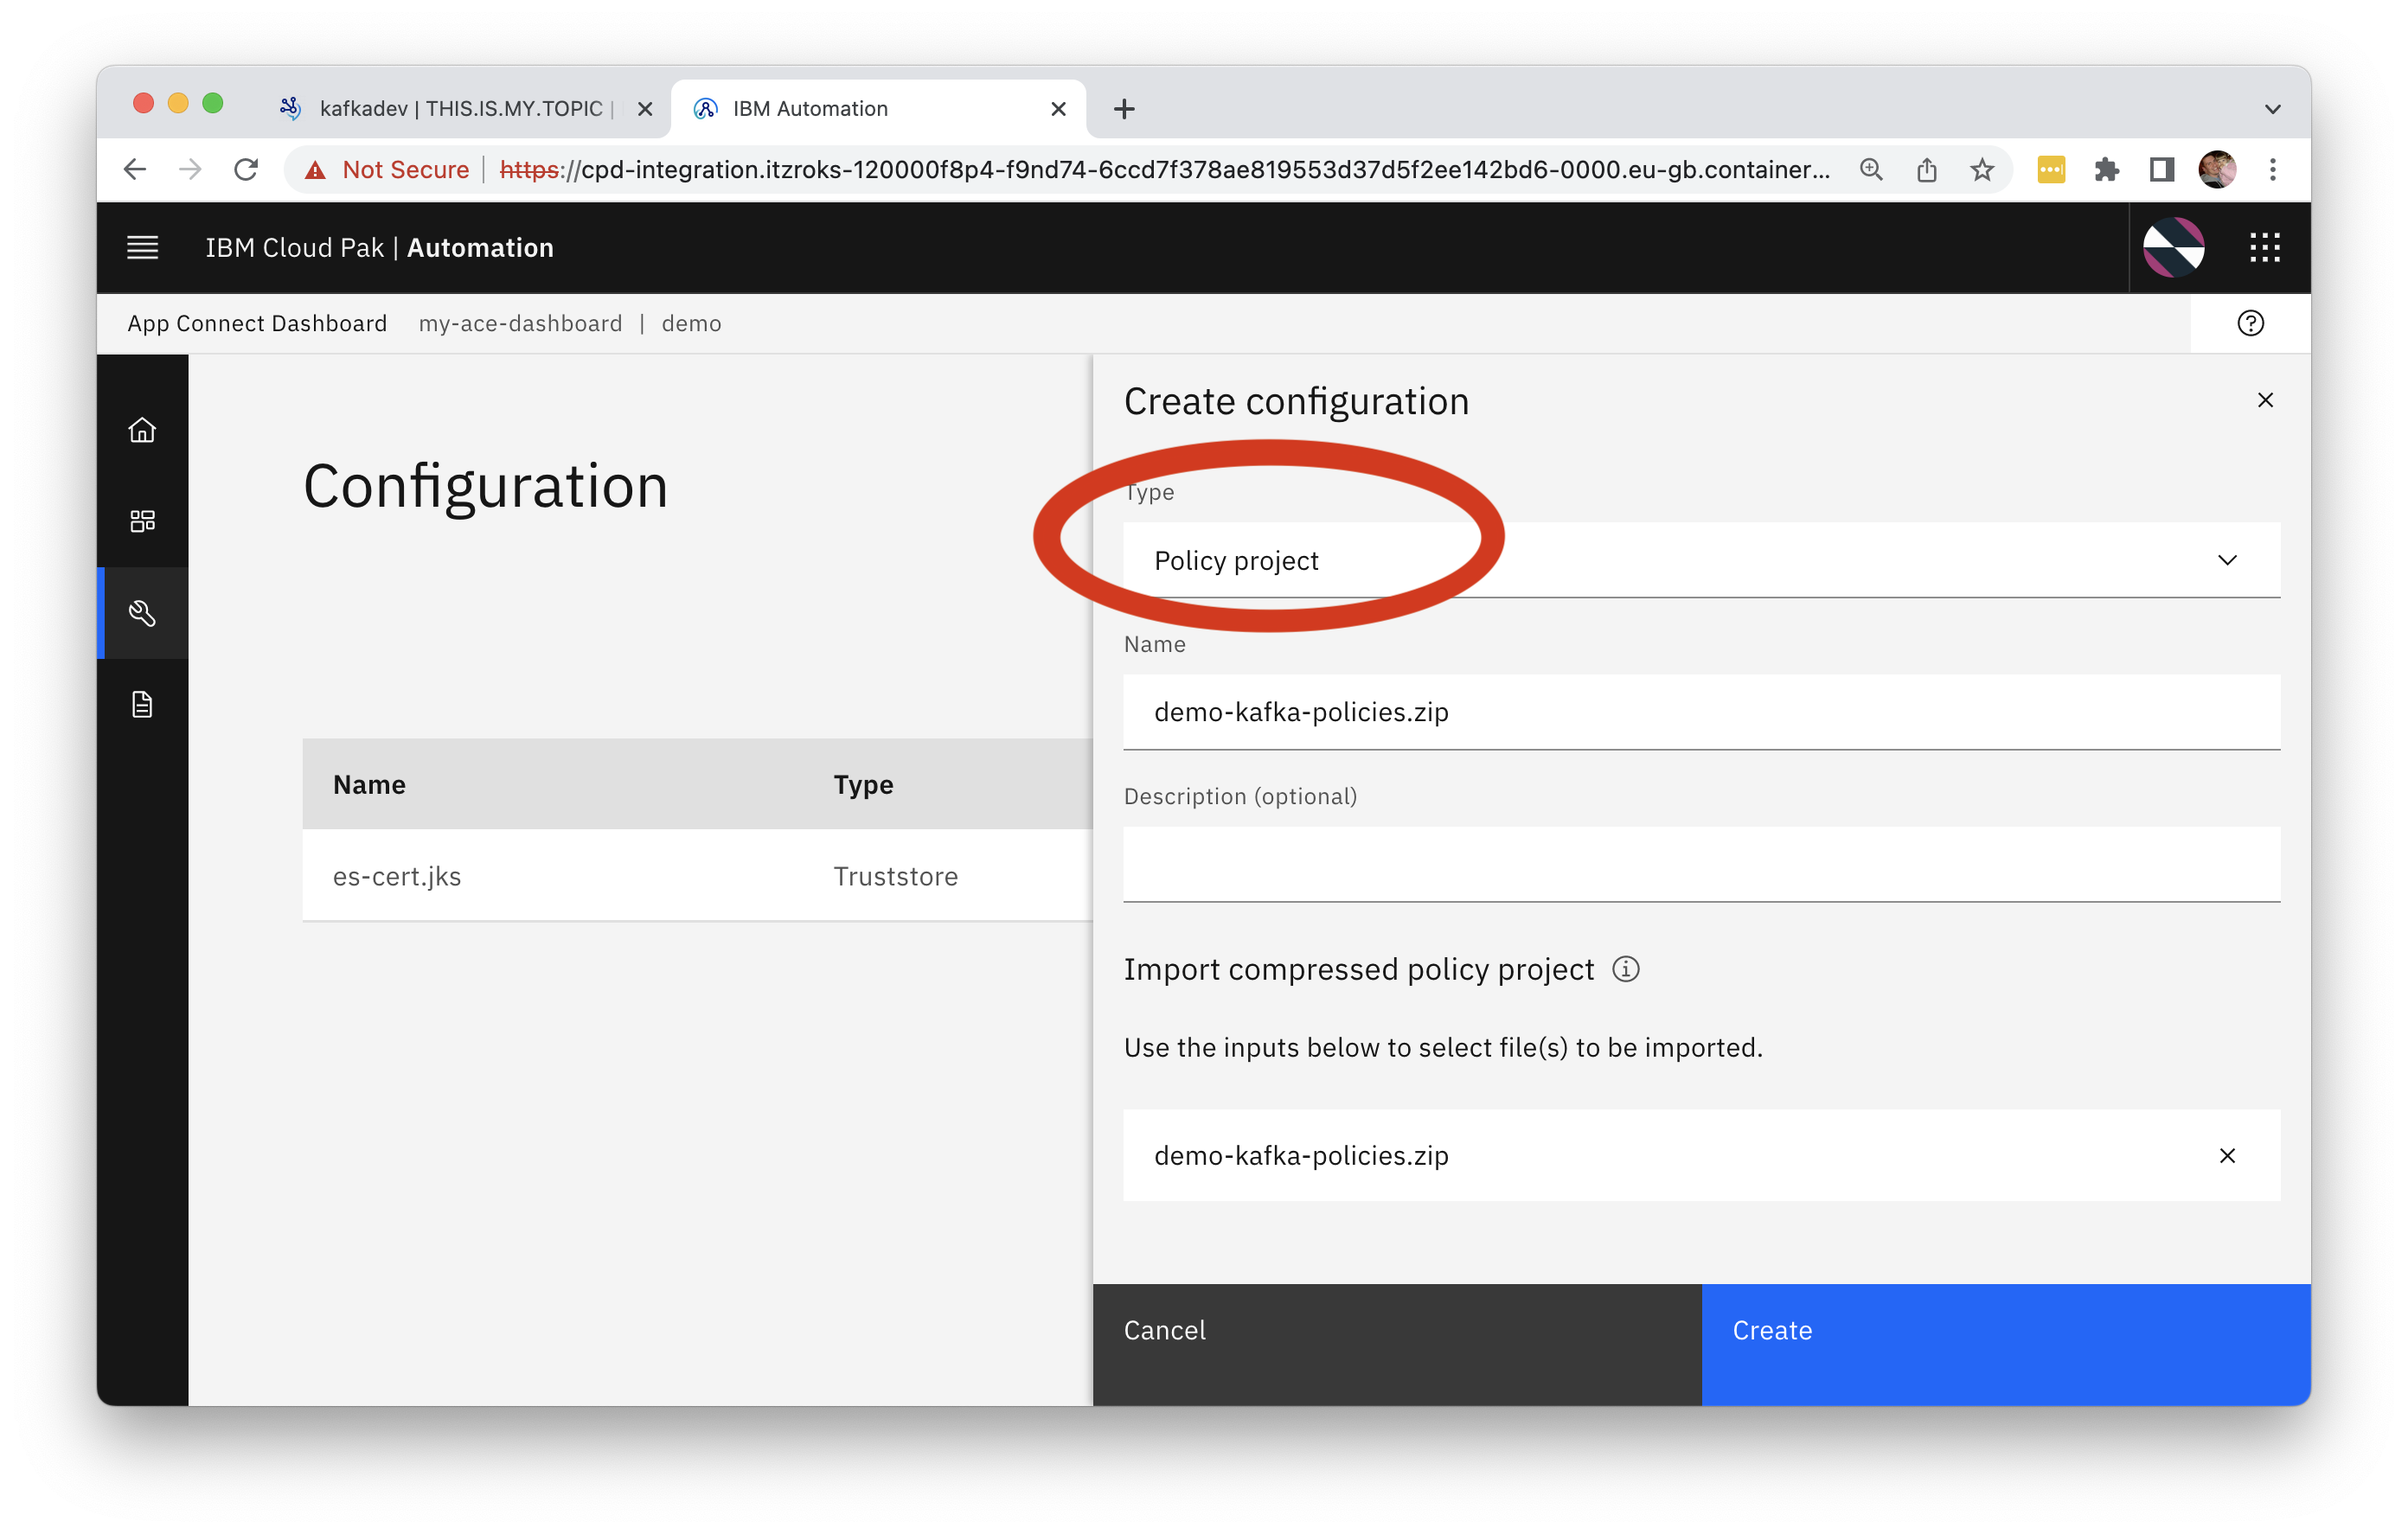 kafkadev | THIS.IS.MY.TOPIC |
IBM Automation
Not Secure | https://cpd-integration.itzroks-120000f8p4-f9nd74-6ccd7f378ae819553d37d5f2ee142bd6-0000.eu-gb.container...
IBM Cloud Pak | Automation
App Connect Dashboard my-ace-dashboard | demo
Configuration
Name Type
es-cert.jks Truststore
Create configuration
Type
Policy project
Name
demo-kafka-policies.zip
Description (optional)
Import compressed policy project
Use the inputs below to select file(s) to be imported.
demo-kafka-policies.zip
Cancel
Create